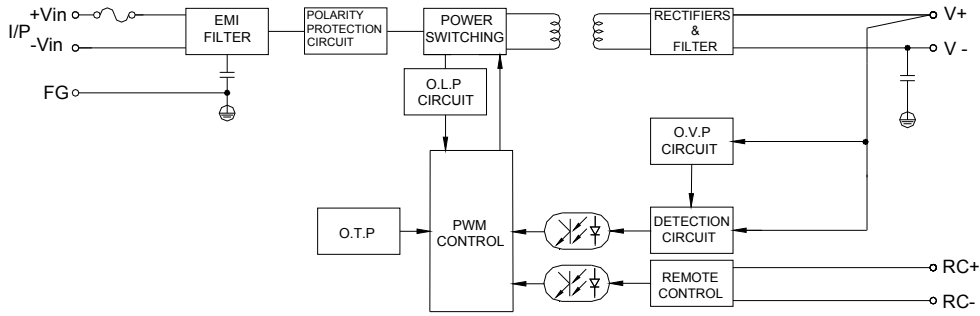 +Vin
I/P
-Vin
FG
EMI
FILTER
POLARITY
PROTECTION
CIRCUIT
POWER
SWITCHING
RECTIFIERS
&
FILTER
V+
V -
O.L.P
CIRCUIT
O.V.P
CIRCUIT
O.T.P
PWM
CONTROL
DETECTION
CIRCUIT
REMOTE
CONTROL
RC+
RC-